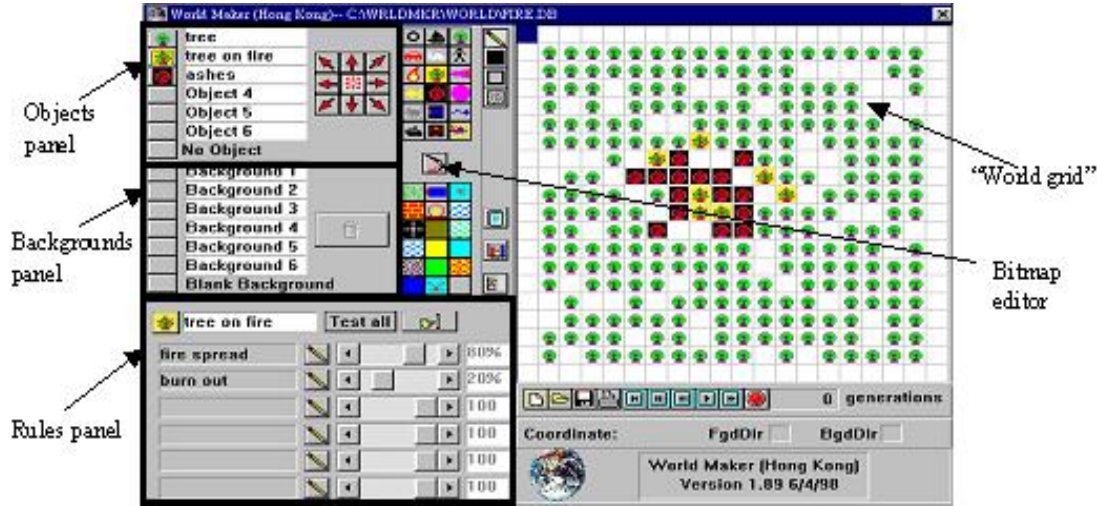 World Maker (Hong Kong)-- C:\WRLDMKR\WORLD\FIRE.DB
tree
tree on fire
ashes
Object 4
Object 5
Object 6
No Object
Objects
panel
Background 1
Background 2
Background 3
Background 4
Background 5
Background 6
Blank Background
Backgrounds
panel
"World grid"
Bitmap
editor
tree on fire
Test all
fire spread
80%
burn out
20%
100
100
100
100
Rules panel
0 generations
Coordinate:
FgdDir
BgdDir
World Maker (Hong Kong)
Version 1.89 6/4/98